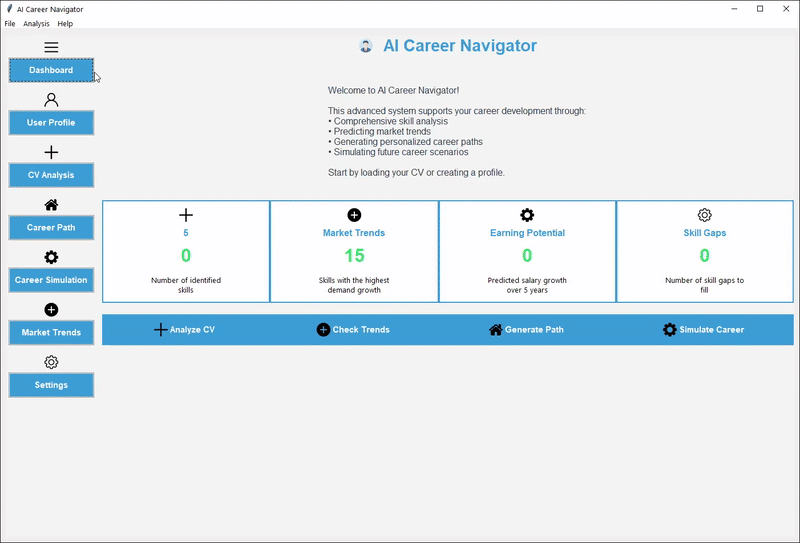 AI Career Navigator
File Analysis Help
AI Career Navigator
Dashboard
User Profile
CV Analysis
Career Path
Career Simulation
Market Trends
Settings
Welcome to AI Career Navigator!
This advanced system supports your career development through:
• Comprehensive skill analysis
• Predicting market trends
• Generating personalized career paths
• Simulating future career scenarios
Start by loading your CV or creating a profile.
5
0
Number of identified
skills
Market Trends
15
Skills with the highest
demand growth
Earning Potential
0
Predicted salary growth
over 5 years
Skill Gaps
0
Number of skill gaps to
fill
Analyze CV
Check Trends
Generate Path
Simulate Career